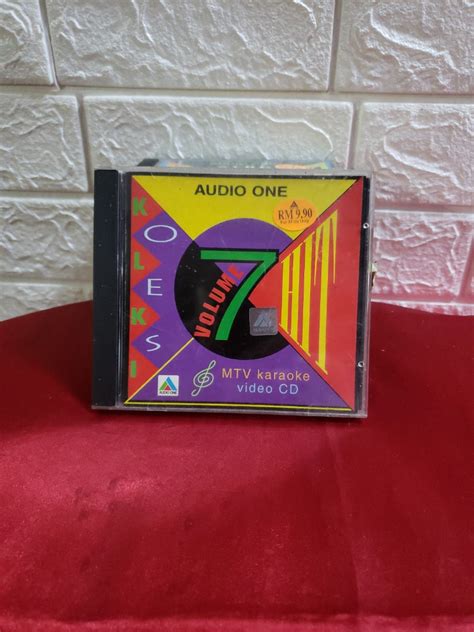 AUDIO ONE
RM 9.90
KOLEKSI
VOLUME
7
HIT
MTV karaoke
video CD
AUDIO ONE